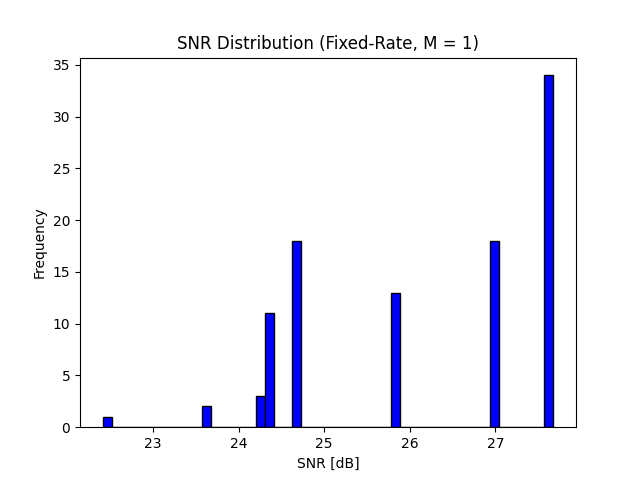 SNR Distribution (Fixed-Rate, M = 1)
35
30
25
20
15
10
5
0
Frequency
23 24 25 26 27
SNR [dB]